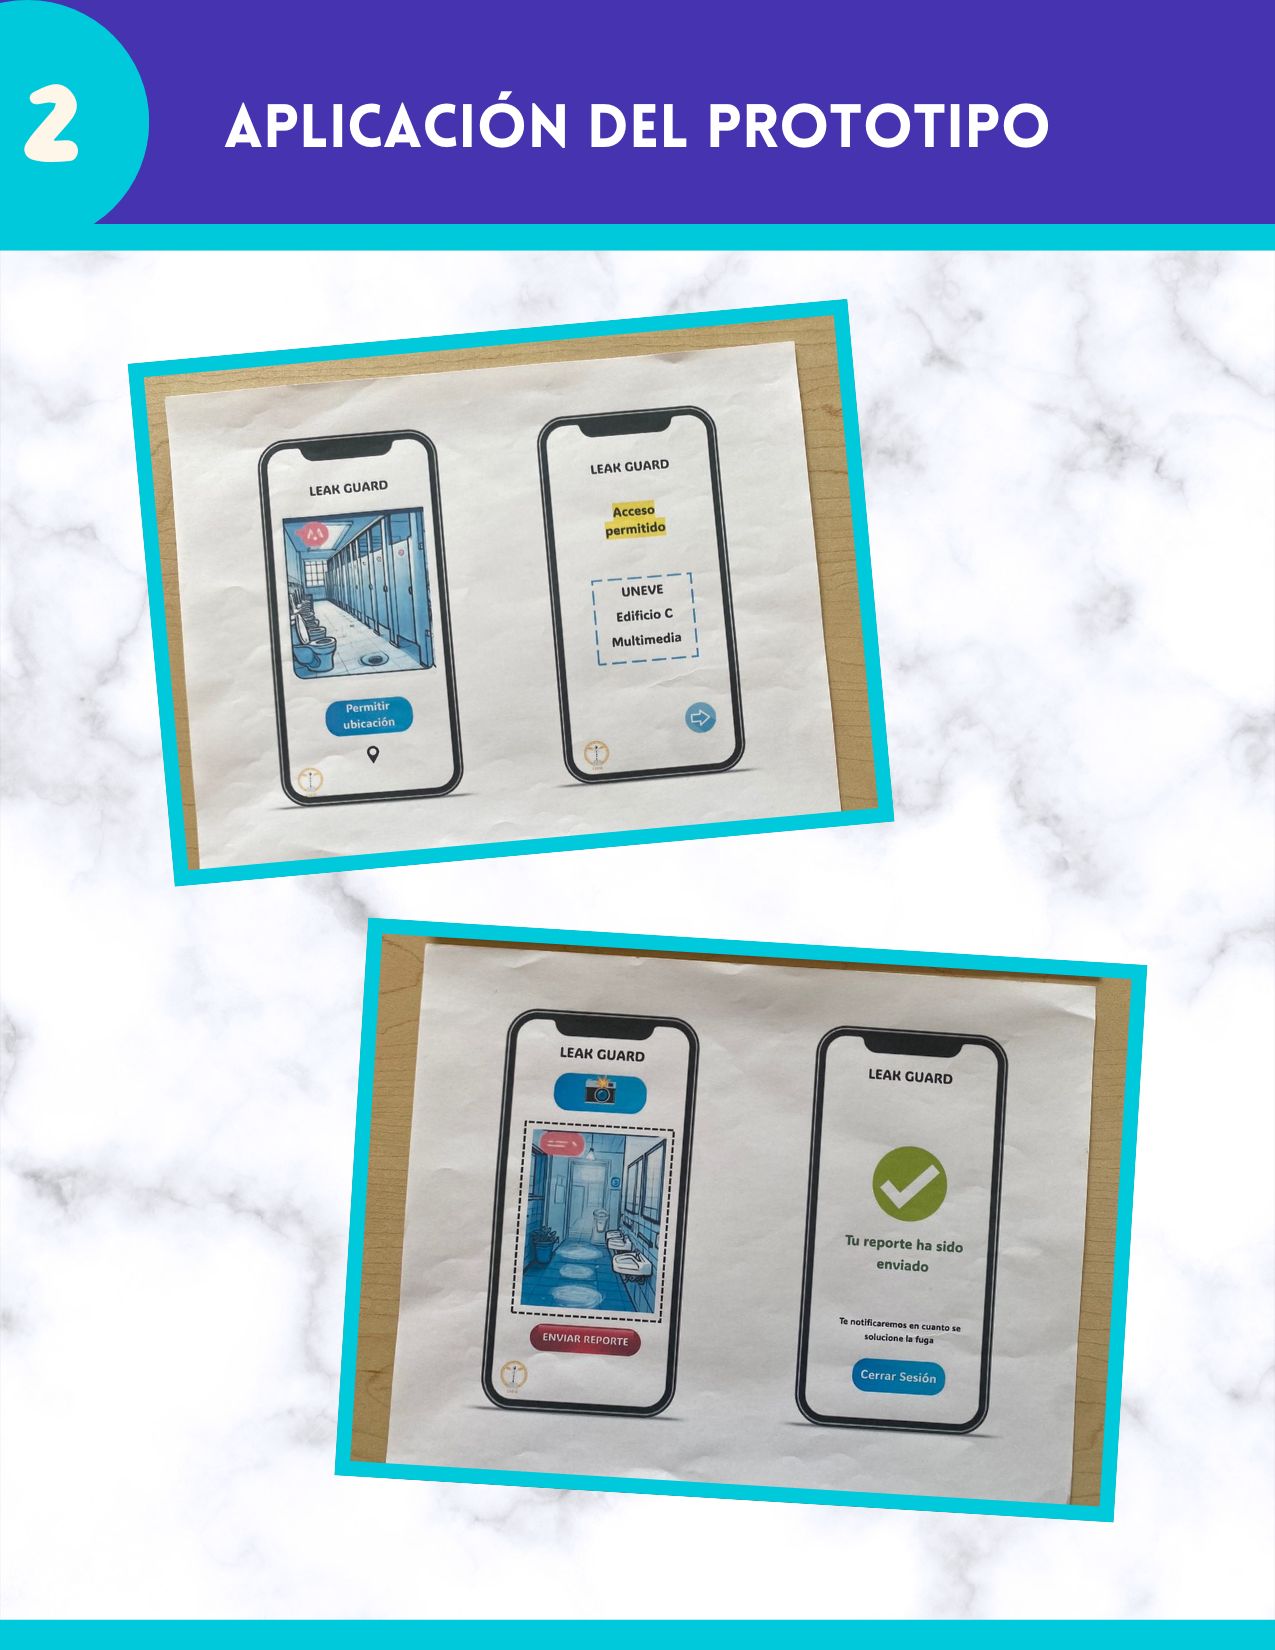 2
APLICACIÓN DEL PROTOTIPO
LEAK GUARD
Permitir
ubicación
LEAK GUARD
Acceso
permitido
UNEVE
Edificio C
Multimedia
LEAK GUARD
ENVIAR REPORTE
LEAK GUARD
Tu reporte ha sido
enviado
Te notificaremos en cuanto se
solucione la fuga
Cerrar Sesión